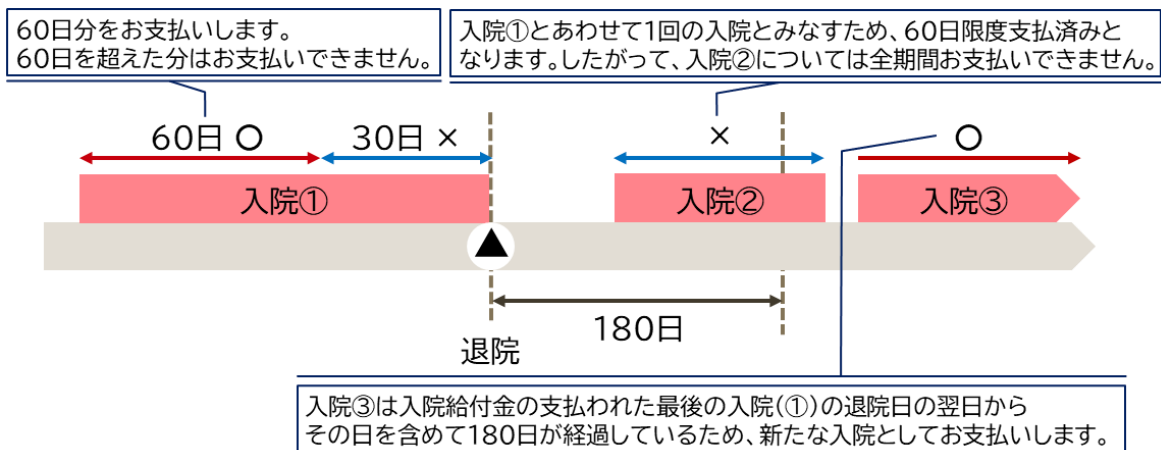 60日分をお支払いします。
60日を超えた分はお支払いできません。
入院①とあわせて1回の入院とみなすため、60日限度支払済みと
なります。したがって、入院②については全期間お支払いできません。
60日 〇
30日 ×
×
〇
入院①
入院②
入院③
180日
退院
入院③は入院給付金の支払われた最後の入院(①)の退院日の翌日から
その日を含めて180日が経過しているため、新たな入院としてお支払いします。